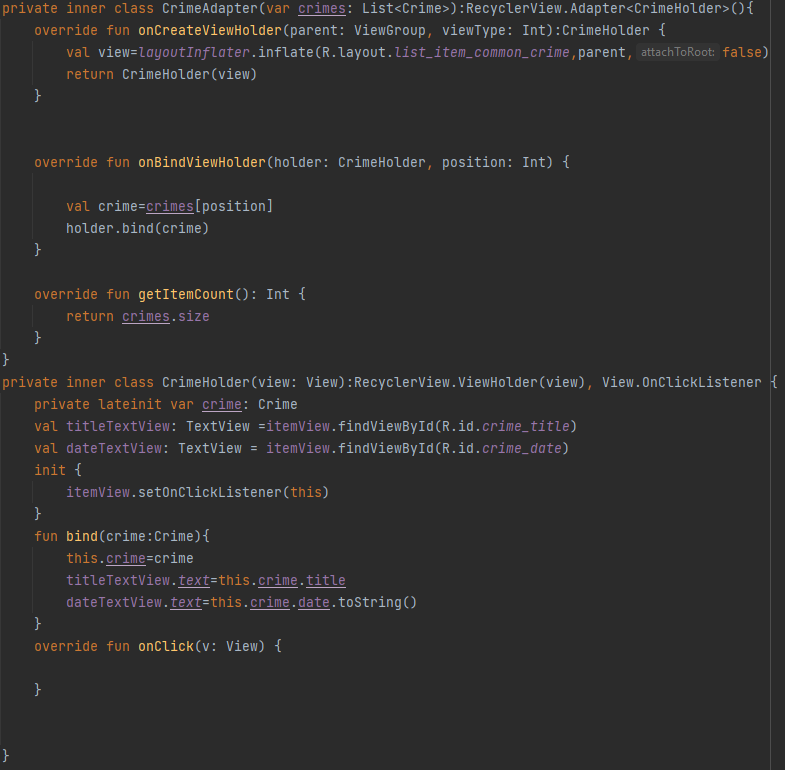 private inner class CrimeAdapter(var crimes: List<Crime>):RecyclerView.Adapter<CrimeHolder>(){
    override fun onCreateViewHolder(parent: ViewGroup, viewType: Int):CrimeHolder {
        val view=layoutInflater.inflate(R.layout.list_item_common_crime,parent, attachToRoot: false)
        return CrimeHolder(view)
    }
    override fun onBindViewHolder(holder: CrimeHolder, position: Int) {
        val crime=crimes[position]
        holder.bind(crime)
    }
    override fun getItemCount(): Int {
        return crimes.size
    }
}
private inner class CrimeHolder(view: View):RecyclerView.ViewHolder(view), View.OnClickListener {
    private lateinit var crime: Crime
    val titleTextView: TextView =itemView.findViewById(R.id.crime_title)
    val dateTextView: TextView = itemView.findViewById(R.id.crime_date)
    init {
        itemView.setOnClickListener(this)
    }
    fun bind(crime:Crime){
        this.crime=crime
        titleTextView.text=this.crime.title
        dateTextView.text=this.crime.date.toString()
    }
    override fun onClick(v: View) {
    }
}